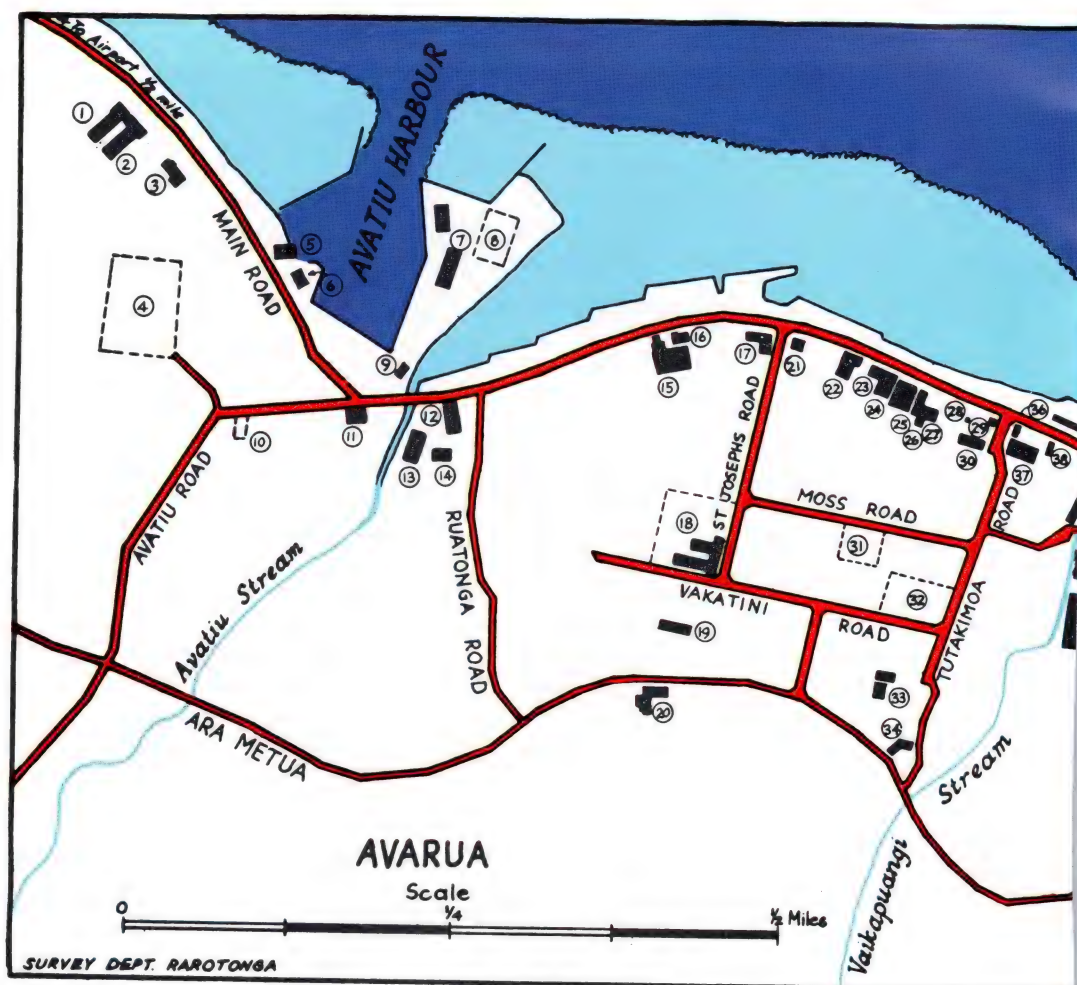 To Airport ½ miles
AVATIU HARBOUR
MAIN ROAD
1
2
3
4
5
6
7
8
9
10
11
12
13
14
15
16
17
18
19
20
21
22
23
24
25
26
27
28
29
30
31
32
33
34
36
37
38
AVATIU ROAD
Avatiu Stream
RUATONGA ROAD
ST JOSEPHS ROAD
MOSS ROAD
VAKATINI ROAD
TUTAKIMOA ROAD
ARA METUA
Vaikapuangi Stream
AVARUA
Scale
0 ¼ ½ Miles
SURVEY DEPT. RAROTONGA